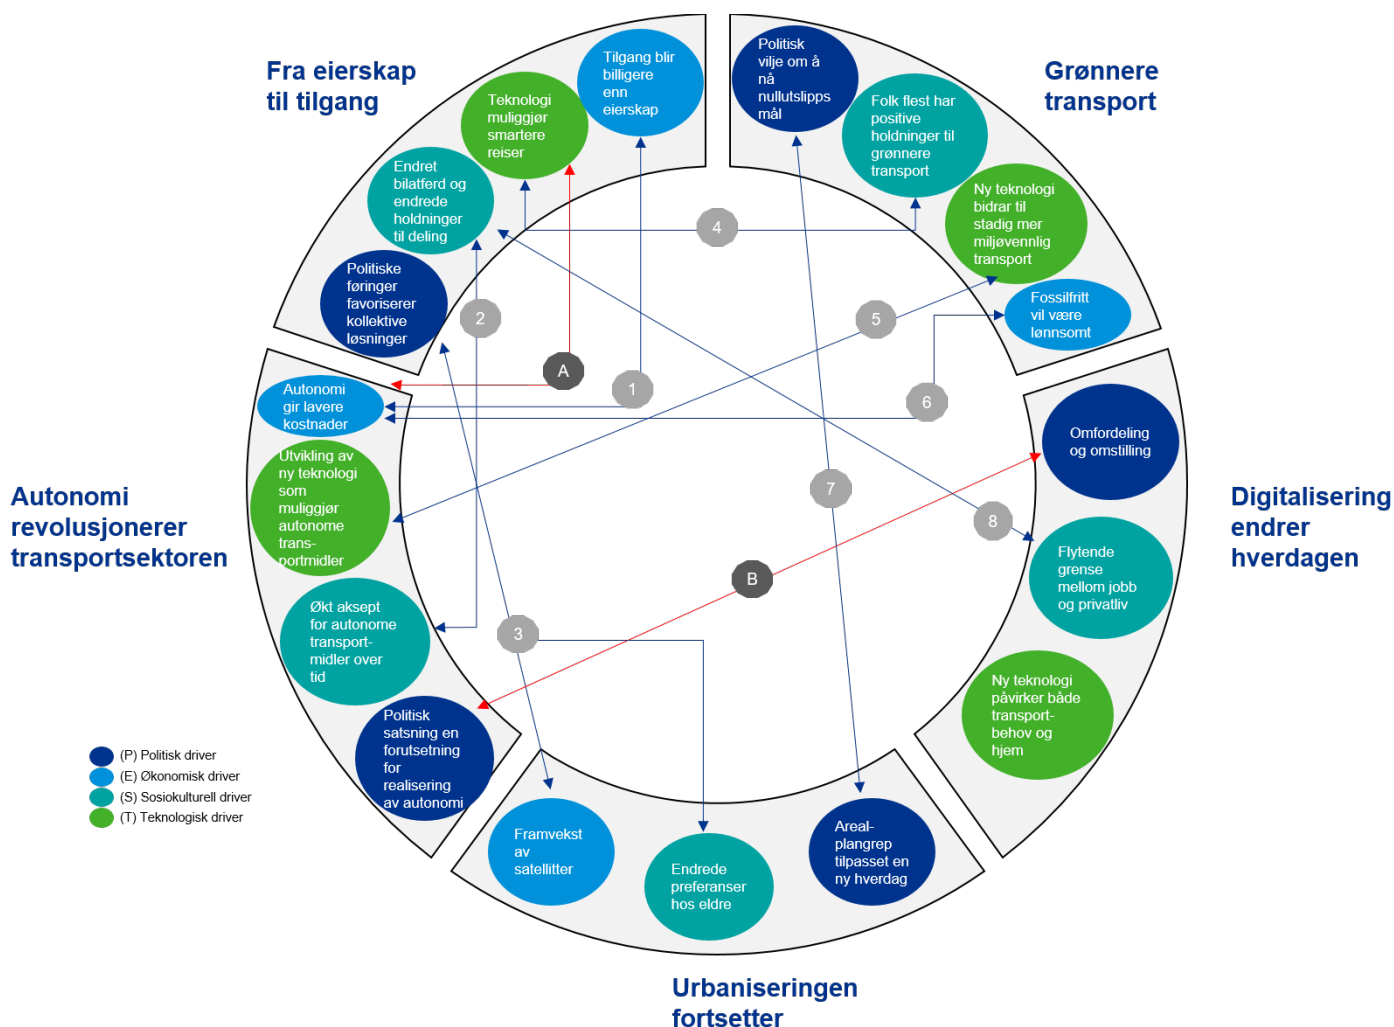 Fra eierskap
til tilgang
Tilgang blir
billigere
enn
eierskap
Teknologi
muliggjør
smartere
reiser
Endret
bilatferd og
endrede
holdninger
til deling
Politiske
føringer
favoriserer
kollektive
løsninger
Grønnere
transport
Politisk
vilje om å
nå
nullutslipps
mål
Folk flest har
positive
holdninger til
grønnere
transport
Ny teknologi
bidrar til
stadig mer
miljøvennlig
transport
Fossilfritt
vil være
lønnsomt
4
2
5
A
1
6
7
8
B
3
Autonomi
revolusjonerer
transportsektoren
Autonomi
gir lavere
kostnader
Utvikling av
ny teknologi
som
muliggjør
autonome
trans-
portmidler
Økt aksept
for autonome
transport-
midler over
tid
Politisk
satsning en
forutsetning
for
realisering
av autonomi
Digitalisering
endrer
hverdagen
Omfordeling
og omstilling
Flytende
grense
mellom jobb
og privatliv
Ny teknologi
påvirker både
transport-
behov og
hjem
Framvekst
av
satellitter
Endrede
preferanser
hos eldre
Areal-
plangrep
tilpasset en
ny hverdag
Urbaniseringen
fortsetter
(P) Politisk driver
(E) Økonomisk driver
(S) Sosiokulturell driver
(T) Teknologisk driver